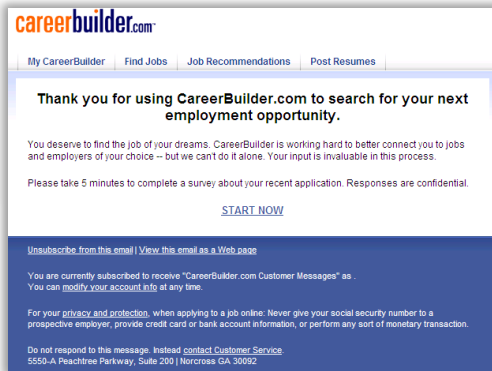 careerbuilder.com
My CareerBuilder | Find Jobs | Job Recommendations | Post Resumes
Thank you for using CareerBuilder.com to search for your next
employment opportunity.
You deserve to find the job of your dreams. CareerBuilder is working hard to better connect you to jobs
and employers of your choice -- but we can't do it alone. Your input is invaluable in this process.
Please take 5 minutes to complete a survey about your recent application. Responses are confidential.
START NOW
Unsubscribe from this email | View this email as a Web page
You are currently subscribed to receive "CareerBuilder.com Customer Messages" as .
You can modify your account info at any time.
For your privacy and protection, when applying to a job online: Never give your social security number to a
prospective employer, provide credit card or bank account information, or perform any sort of monetary transaction.
Do not respond to this message. Instead contact Customer Service.
5550-A Peachtree Parkway, Suite 200 | Norcross GA 30092